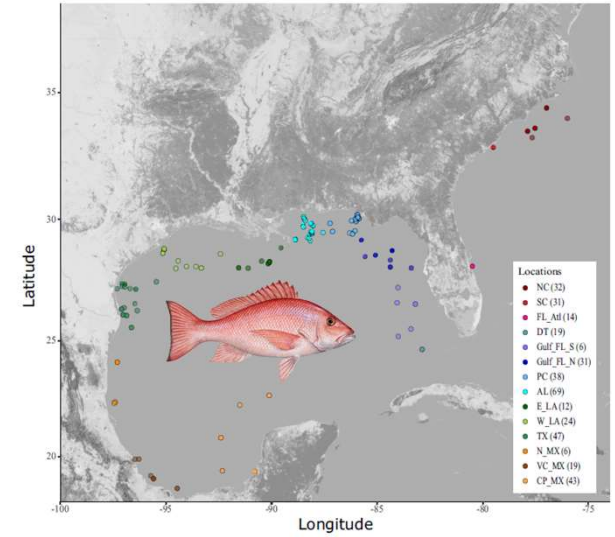 35
30
25
20
Latitude
-100
-95
-90
-85
-80
-75
Longitude
Locations
NC (32)
SC (31)
FL_Atl (14)
DT (19)
Gulf_FL_S (6)
Gulf_FL_N (31)
PC (38)
AL (69)
E_LA (12)
W_LA (24)
TX (47)
N_MX (6)
VC_MX (19)
CP_MX (43)